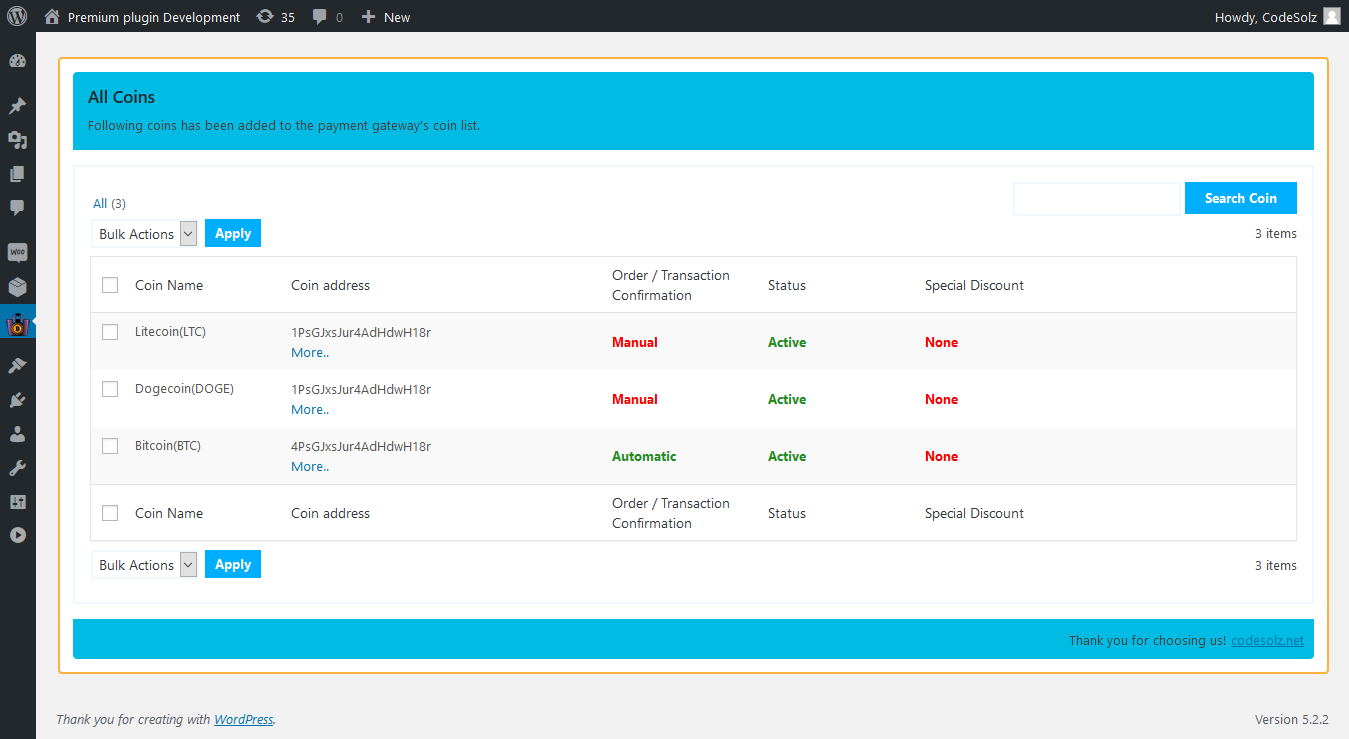 Premium plugin Development 35 0 New Howdy, CodeSolz
All Coins
Following coins has been added to the payment gateway's coin list.
All (3)
Search Coin
Bulk Actions Apply 3 items
Coin Name Coin address Order / Transaction Confirmation Status Special Discount
Litecoin(LTC) 1PsGJxsJur4AdHdwH18r Manual Active None
More..
Dogecoin(DOGE) 1PsGJxsJur4AdHdwH18r Manual Active None
More..
Bitcoin(BTC) 4PsGJxsJur4AdHdwH18r Automatic Active None
More..
Coin Name Coin address Order / Transaction Confirmation Status Special Discount
Bulk Actions Apply 3 items
Thank you for choosing us! codesolz.net
Thank you for creating with WordPress. Version 5.2.2
Woo